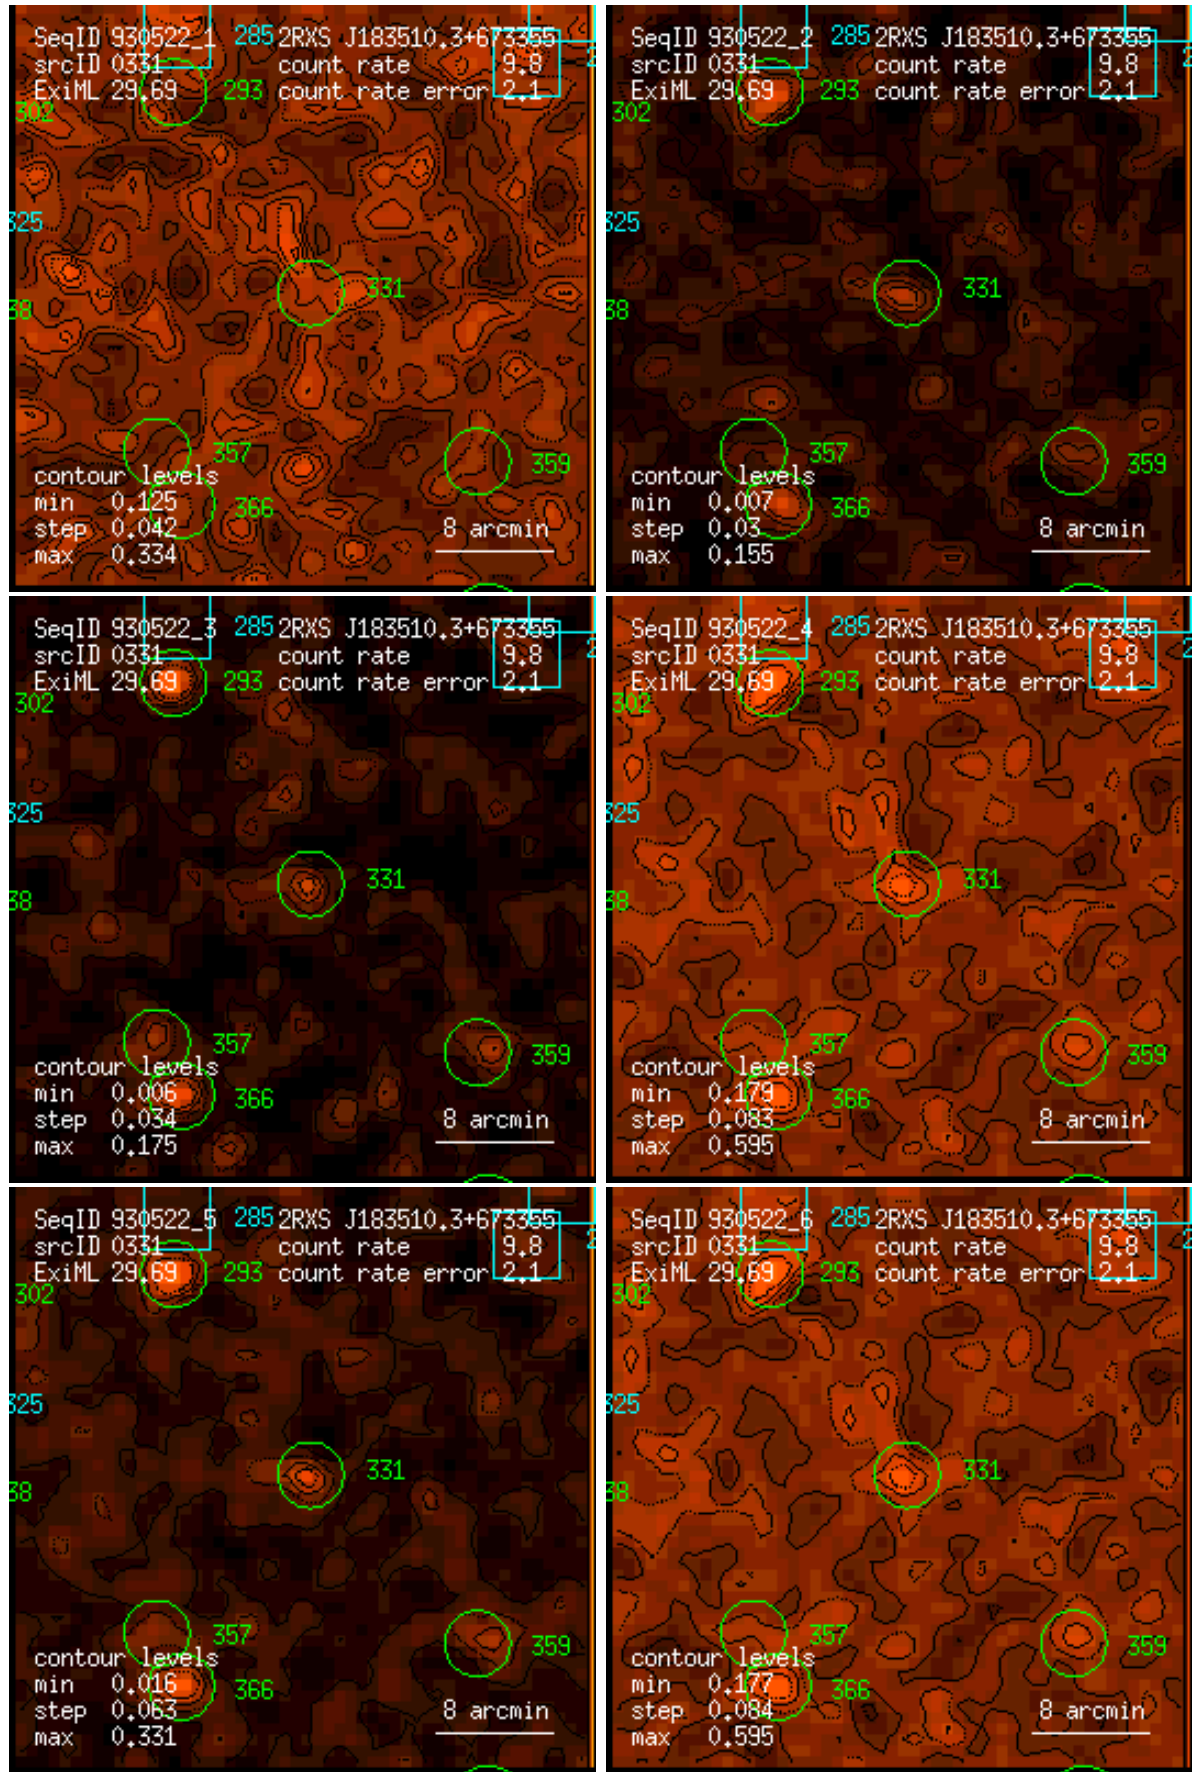 SeqID 930522_1 285 2RXS J183510.3+673355
srcID 0331 count rate 9.8
ExiML 29.69 293 count rate error 2.1
302
325
331
38
357
359
contour levels
min 0.125
366
step 0.042 8 arcmin
max 0.334
SeqID 930522_2 285 2RXS J183510.3+673355 2
srcID 0331 count rate 9.8
ExiML 29.69 293 count rate error 2.1
302
325
331
38
357
359
contour levels
min 0.007
366
step 0.03 8 arcmin
max 0.155
SeqID 930522_3 285 2RXS J183510.3+673355
srcID 0331 count rate 9.8
ExiML 29.69 293 count rate error 2.1
302
325
331
38
357
359
contour levels
min 0.006
366
step 0.034 8 arcmin
max 0.175
SeqID 930522_4 285 2RXS J183510.3+673355 2
srcID 0331 count rate 9.8
ExiML 29.69 293 count rate error 2.1
302
325
331
38
357
359
contour levels
min 0.179
366
step 0.083 8 arcmin
max 0.595
SeqID 930522_5 285 2RXS J183510.3+673355
srcID 0331 count rate 9.8
ExiML 29.69 293 count rate error 2.1
302
325
331
38
357
359
contour levels
min 0.016
366
step 0.063 8 arcmin
max 0.331
SeqID 930522_6 285 2RXS J183510.3+673355 2
srcID 0331 count rate 9.8
ExiML 29.69 293 count rate error 2.1
302
325
331
38
357
359
contour levels
min 0.177
366
step 0.084 8 arcmin
max 0.595